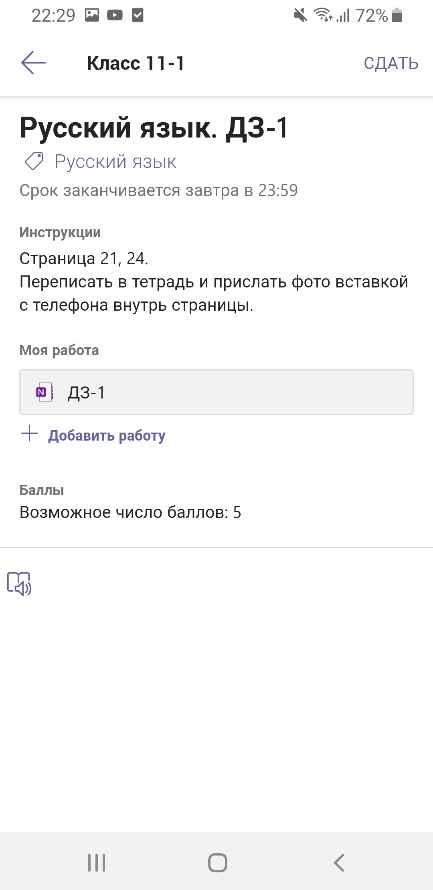 22:29 72%
Класс 11-1 СДАТЬ
Русский язык. ДЗ-1
Русский язык
Срок заканчивается завтра в 23:59
Инструкции
Страница 21, 24.
Переписать в тетрадь и прислать фото вставкой
с телефона внутрь страницы.
Моя работа
N ДЗ-1
+ Добавить работу
Баллы
Возможное число баллов: 5